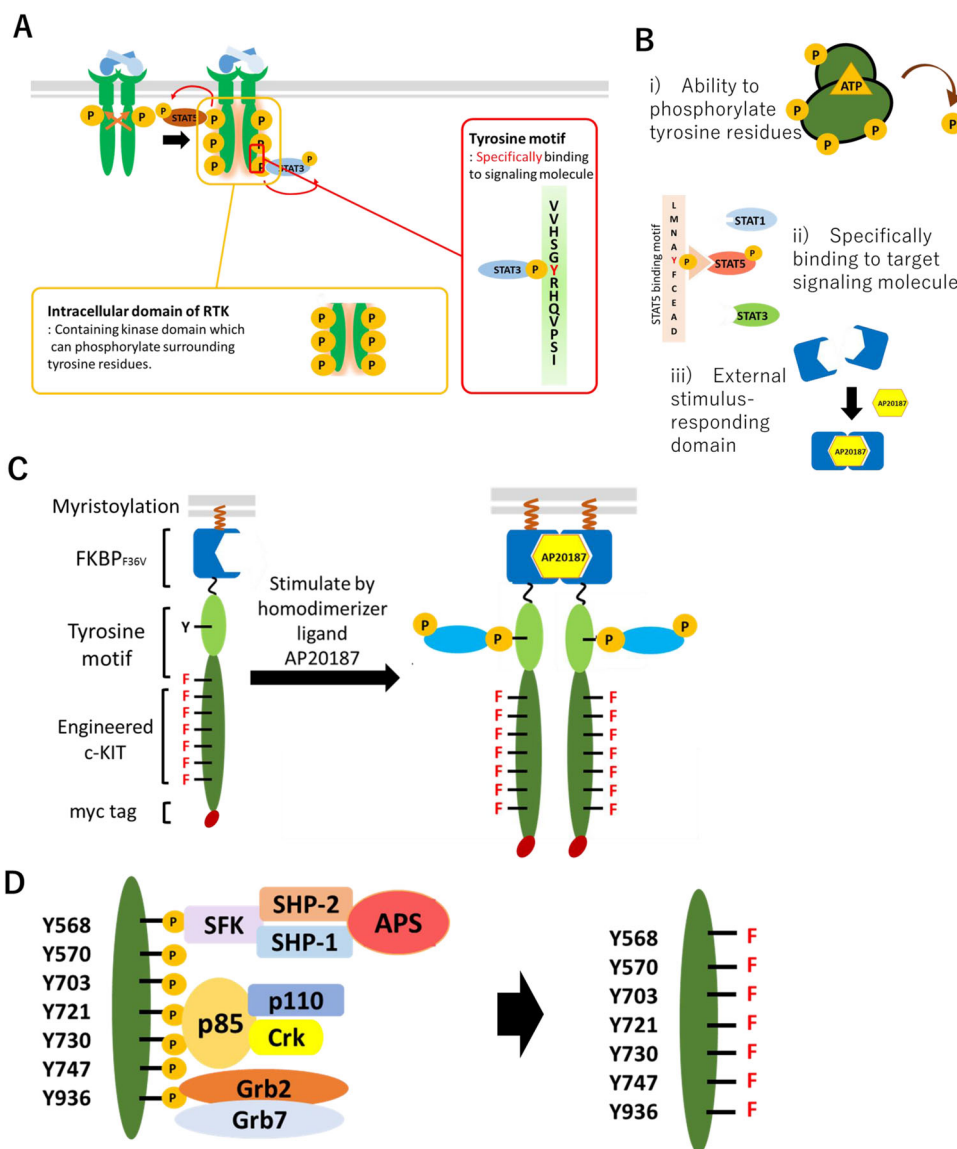 A
P
P
P
STAT5
P
P
P
P
P
P
P
STAT3
P
Tyrosine motif
: Specifically binding
to signaling molecule
STAT3
P
V
V
H
S
G
Y
R
H
Q
V
P
S
I
Intracellular domain of RTK
: Containing kinase domain which
can phosphorylate surrounding
tyrosine residues.
P
P
P
P
P
P
B
i) Ability to
phosphorylate
tyrosine residues
P
ATP
P
P
P
P
STAT5 binding motif
L
M
N
A
Y
F
C
E
A
D
P
STAT1
STAT5
P
STAT3
ii) Specifically
binding to target
signaling molecule
iii) External
stimulus-
responding
domain
AP20187
AP20187
C
Myristoylation
FKBPF36V
Tyrosine
motif
Engineered
c-KIT
myc tag
Y
F
F
F
F
F
F
F
Stimulate by
homodimerizer
ligand
AP20187
AP20187
P
P
P
P
F
F
F
F
F
F
F
F
F
F
F
F
F
F
D
Y568
Y570
Y703
Y721
Y730
Y747
Y936
P
P
P
P
P
P
P
SFK
SHP-2
SHP-1
APS
p85
p110
Crk
Grb2
Grb7
Y568 F
Y570 F
Y703 F
Y721 F
Y730 F
Y747 F
Y936 F